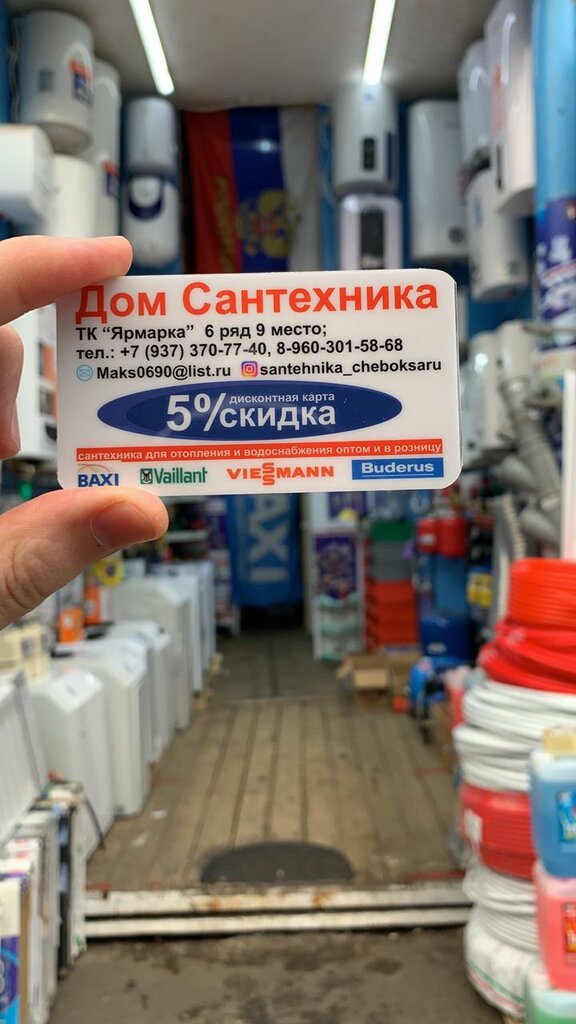 Дом Сантехника
ТК "Ярмарка" 6 ряд 9 место;
тел.: +7 (937) 370-77-40, 8-960-301-58-68
Maks0690@list.ru santehnika_cheboksaru
дисконтная карта
5% скидка
сантехника для отопления и водоснабжения оптом и в розницу
BAXI Vaillant VIESSMANN Buderus
BAXI